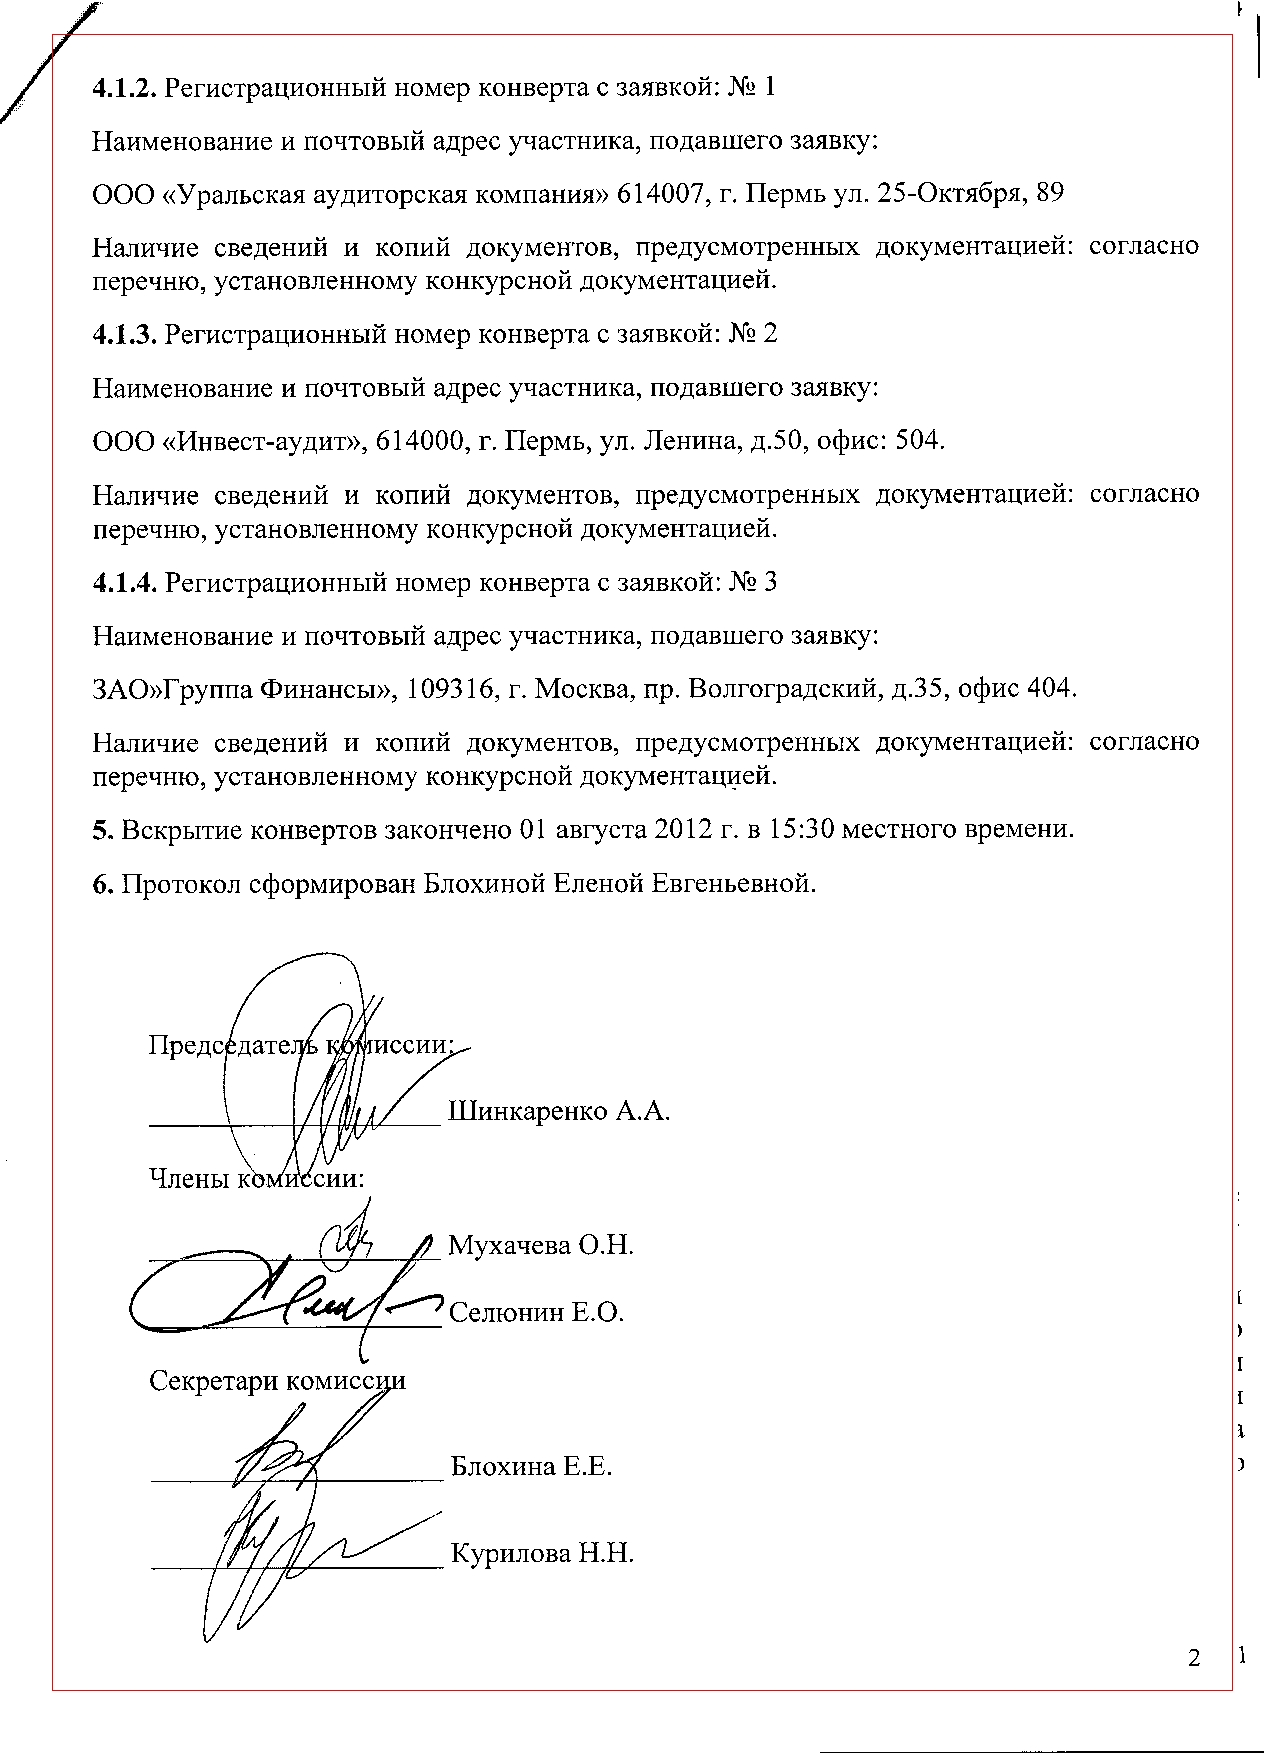 4.1.2. Регистрационный номер конверта с заявкой: № 1
Наименование и почтовый адрес участника, подавшего заявку:
ООО «Уральская аудиторская компания» 614007, г. Пермь ул. 25-Октября, 89
Наличие сведений и копий документов, предусмотренных документацией: согласно
перечню, установленному конкурсной документацией.
4.1.3. Регистрационный номер конверта с заявкой: № 2
Наименование и почтовый адрес участника, подавшего заявку:
ООО «Инвест-аудит», 614000, г. Пермь, ул. Ленина, д.50, офис: 504.
Наличие сведений и копий документов, предусмотренных документацией: согласно
перечню, установленному конкурсной документацией.
4.1.4. Регистрационный номер конверта с заявкой: № 3
Наименование и почтовый адрес участника, подавшего заявку:
ЗАО»Группа Финансы», 109316, г. Москва, пр. Волгоградский, д.35, офис 404.
Наличие сведений и копий документов, предусмотренных документацией: согласно
перечню, установленному конкурсной документацией.
5. Вскрытие конвертов закончено 01 августа 2012 г. в 15:30 местного времени.
6. Протокол сформирован Блохиной Еленой Евгеньевной.
Председатель комиссии:
Шинкаренко А.А.
Члены комиссии:
Мухачева О.Н.
Селюнин Е.О.
Секретари комиссии
Блохина Е.Е.
Курилова Н.Н.
2